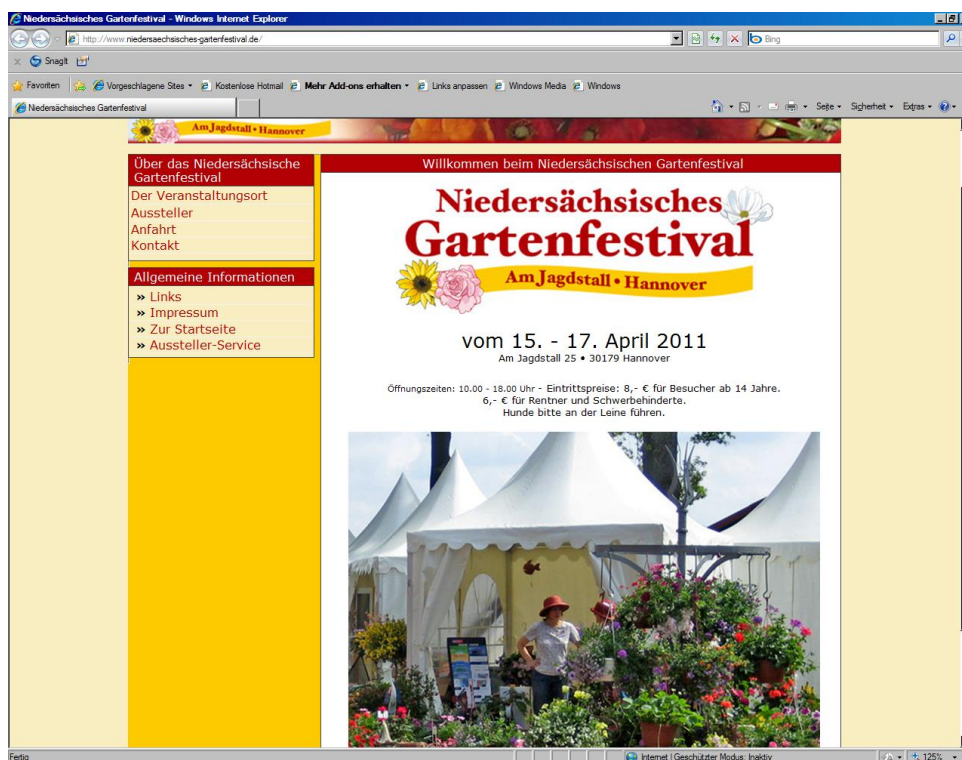 Niedersächsisches Gartenfestival - Windows Internet Explorer
http://www.niedersaechsisches-gartenfestival.de/
Bing
x Snagit
Favoriten Vorgeschlagene Sites Kostenlose Hotmail Mehr Add-ons erhalten Links anpassen Windows Media Windows
Niedersächsisches Gartenfestival
Seite Sicherheit Extras
Am Jagdstall • Hannover
Über das Niedersächsische
Gartenfestival
Der Veranstaltungsort
Aussteller
Anfahrt
Kontakt
Allgemeine Informationen
» Links
» Impressum
» Zur Startseite
» Aussteller-Service
Willkommen beim Niedersächsischen Gartenfestival
Niedersächsisches
Gartenfestival
Am Jagdstall • Hannover
vom 15. - 17. April 2011
Am Jagdstall 25 • 30179 Hannover
Öffnungszeiten: 10.00 - 18.00 Uhr - Eintrittspreise: 8,- € für Besucher ab 14 Jahre.
6,- € für Rentner und Schwerbehinderte.
Hunde bitte an der Leine führen.
Fertig
Internet | Geschützter Modus: Inaktiv
125%